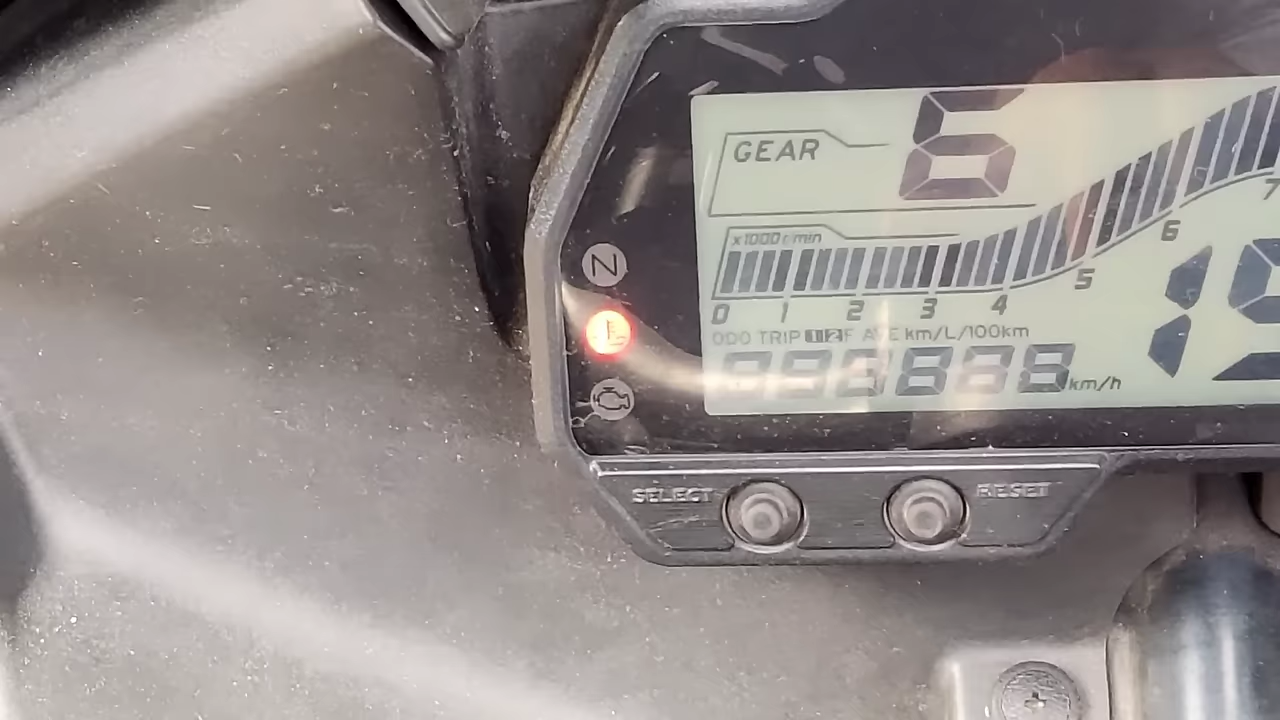 GEAR 6
x1000 r/min
N
0 1 2 3 4 5 6 7
ODO TRIP 1 2 F AVE km/L/100km
km/h
SELECT
RESET